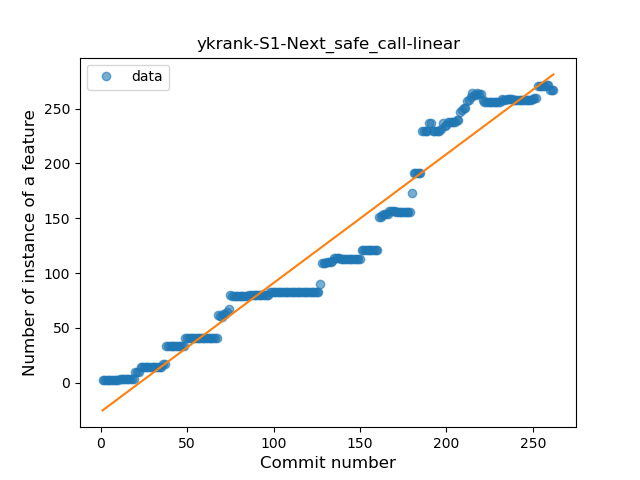 ykrank-S1-Next_safe_call-linear
data
Number of instance of a feature
250
200
150
100
50
0
0 50 100 150 200 250
Commit number